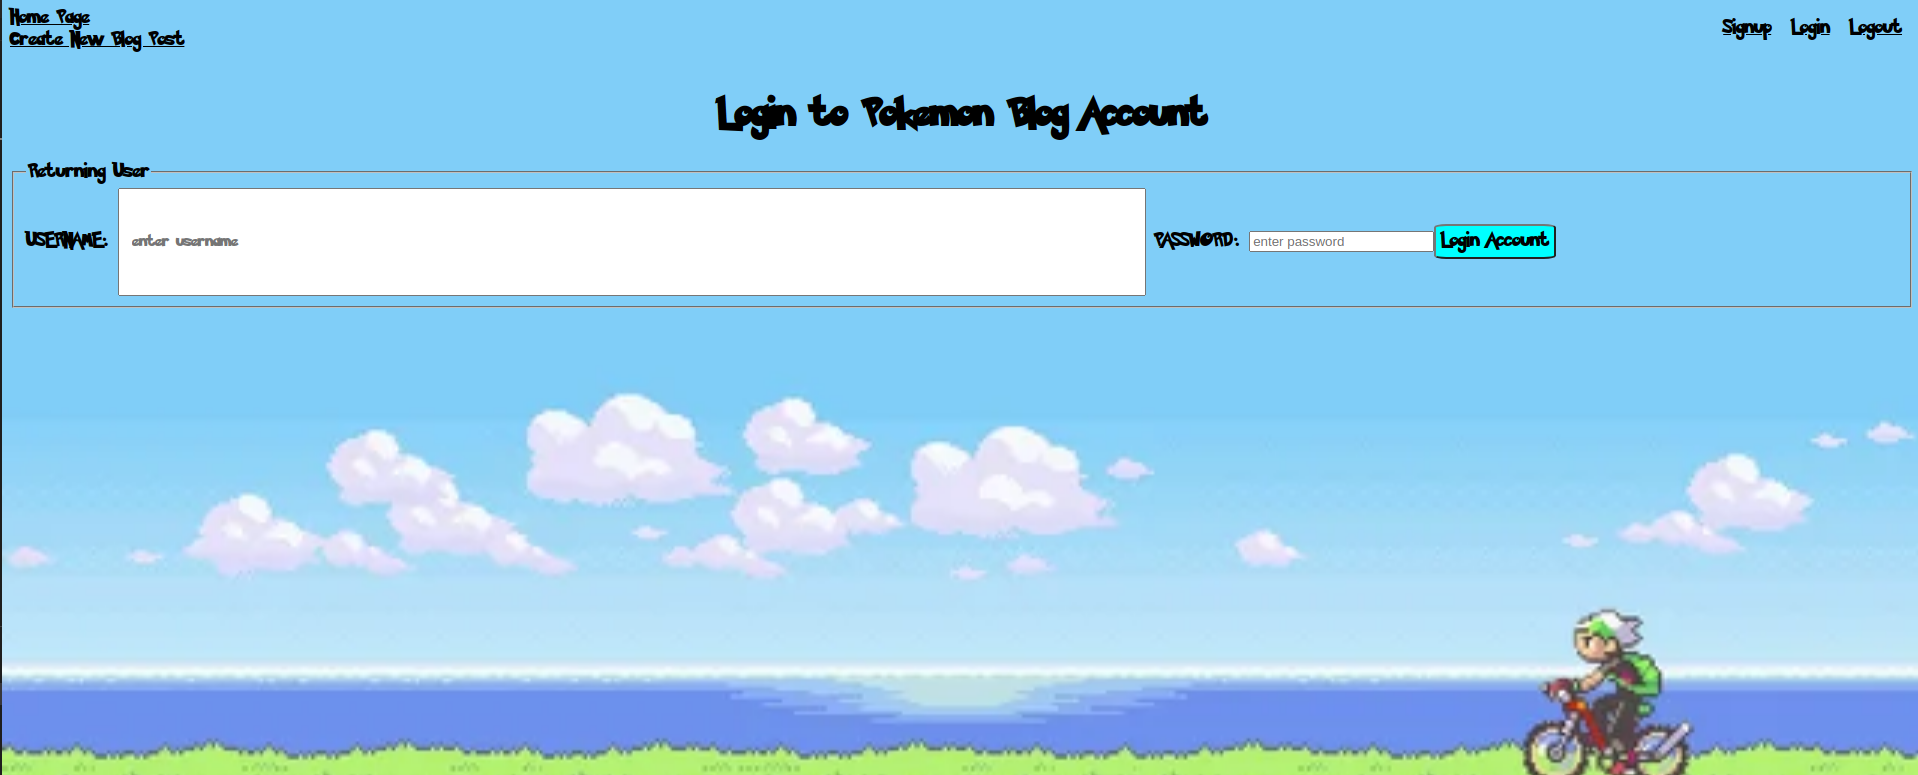 Home Page
Create New Blog Post
Signup Login Logout
Login to Pokemon Blog Account
Returning User
USERNAME: enter username PASSWORD: enter password Login Account